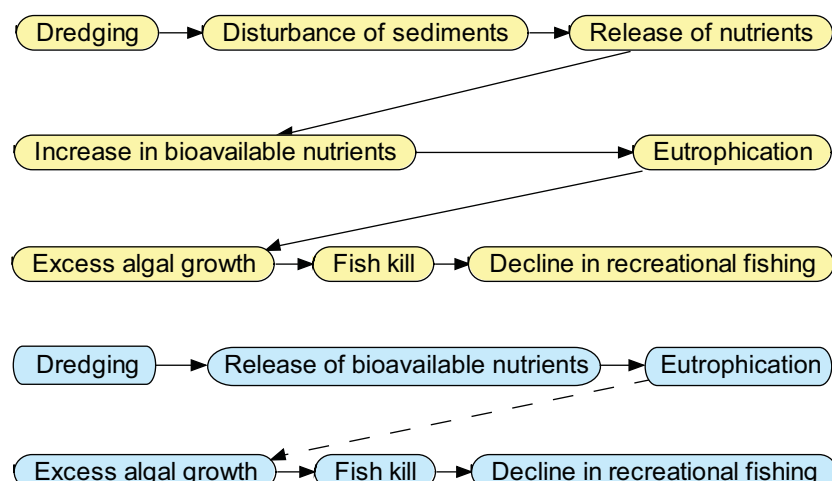 Dredging Disturbance of sediments Release of nutrients
Increase in bioavailable nutrients Eutrophication
Excess algal growth Fish kill Decline in recreational fishing
Dredging Release of bioavailable nutrients Eutrophication
Excess algal growth Fish kill Decline in recreational fishing